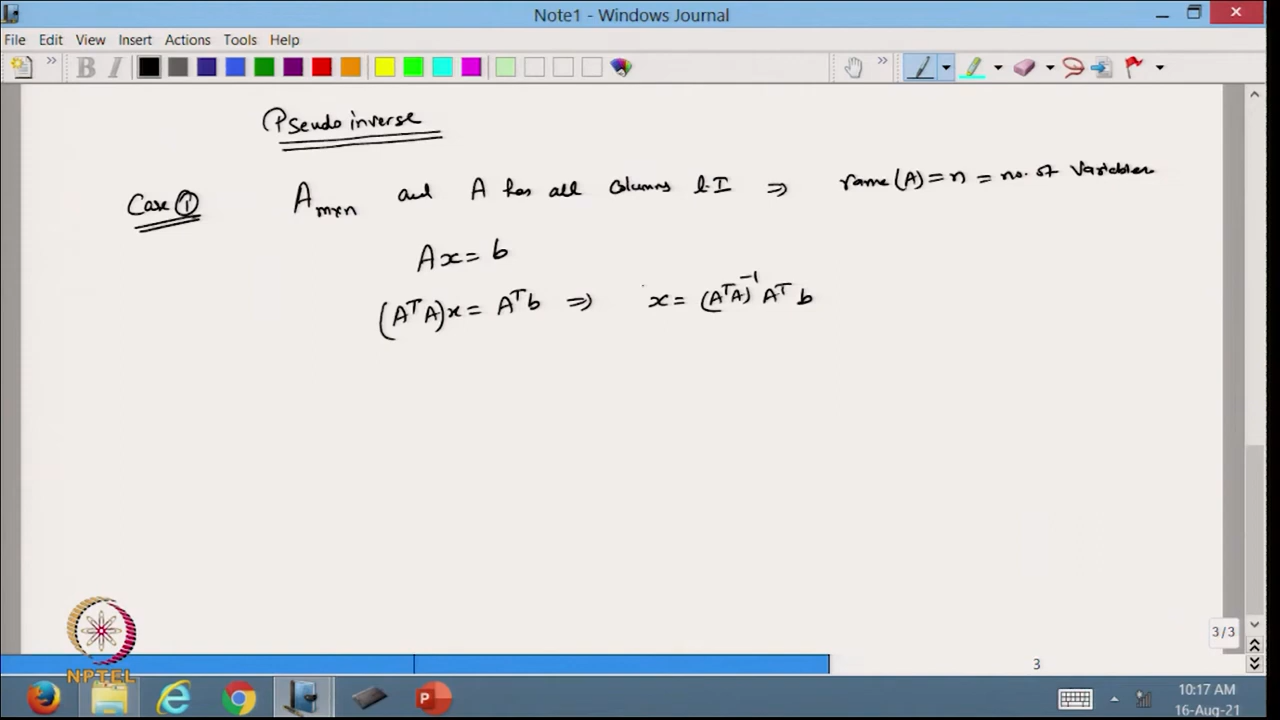 Note1 - Windows Journal
File Edit View Insert Actions Tools Help
Pseudo inverse
Case ① A_{m×n} and A has all columns l.I ⇒ rank(A) = n = no. of variables
Ax = b
(A^T A)x = A^T b ⇒ x = (A^T A)^{-1} A^T b
3/3
3
NPTEL
10:17 AM
16-Aug-21